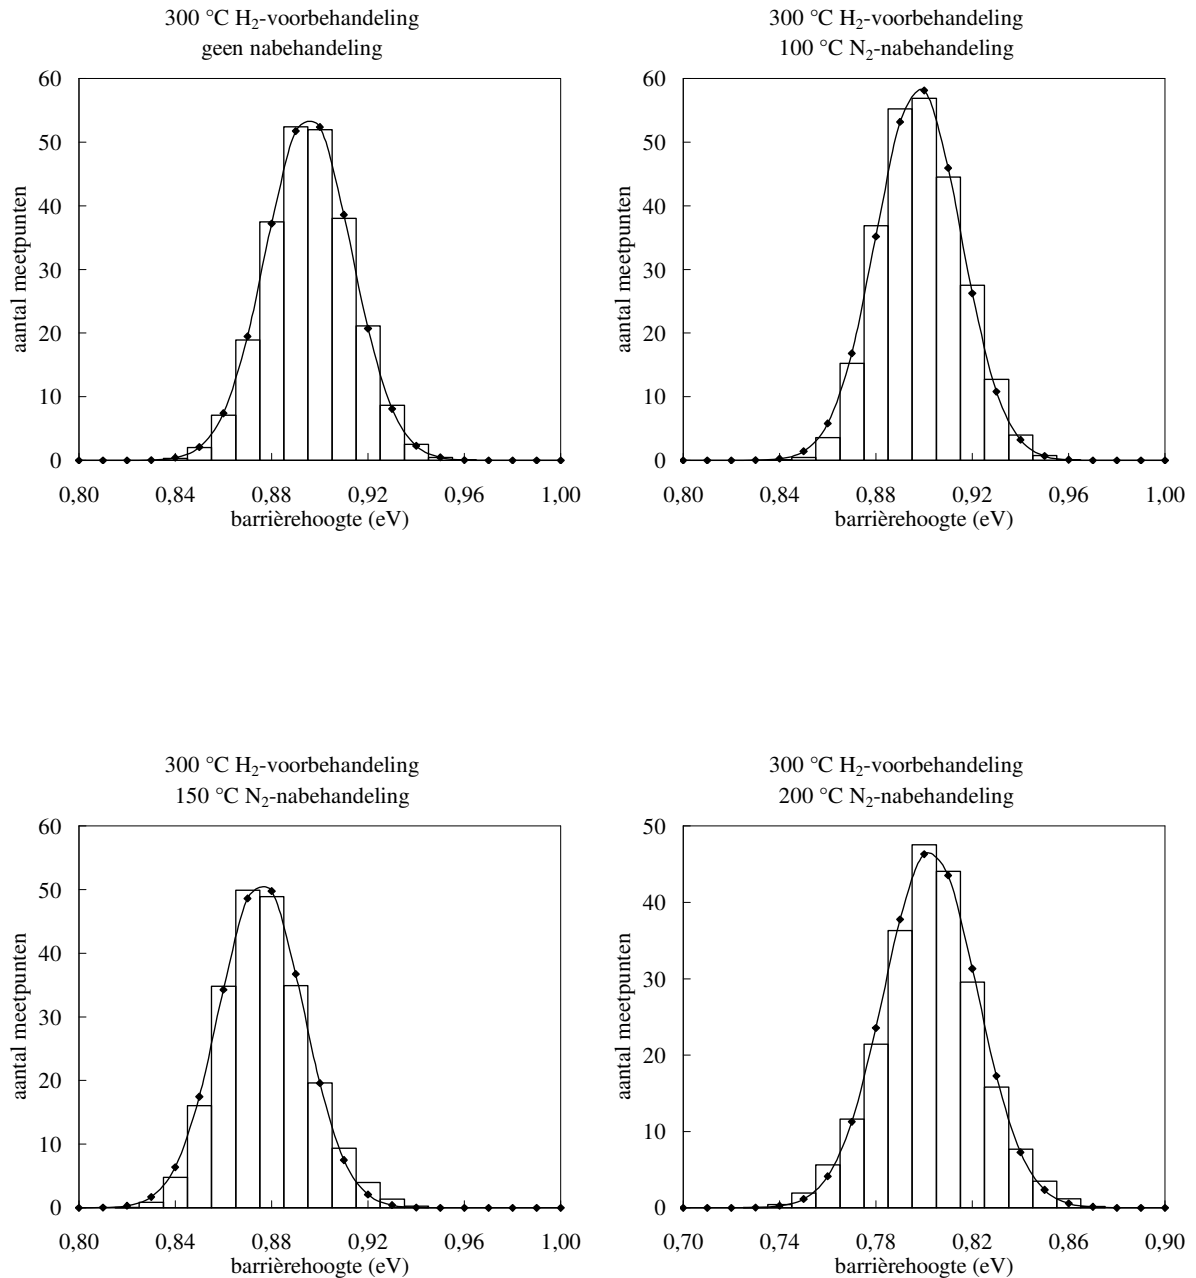 300 °C H₂-voorbehandeling
geen nabehandeling
60
50
40
30
20
10
0
aantal meetpunten
0,80 0,84 0,88 0,92 0,96 1,00
barrièrehoogte (eV)
300 °C H₂-voorbehandeling
100 °C N₂-nabehandeling
60
50
40
30
20
10
0
aantal meetpunten
0,80 0,84 0,88 0,92 0,96 1,00
barrièrehoogte (eV)
300 °C H₂-voorbehandeling
150 °C N₂-nabehandeling
60
50
40
30
20
10
0
aantal meetpunten
0,80 0,84 0,88 0,92 0,96 1,00
barrièrehoogte (eV)
300 °C H₂-voorbehandeling
200 °C N₂-nabehandeling
50
40
30
20
10
0
aantal meetpunten
0,70 0,74 0,78 0,82 0,86 0,90
barrièrehoogte (eV)